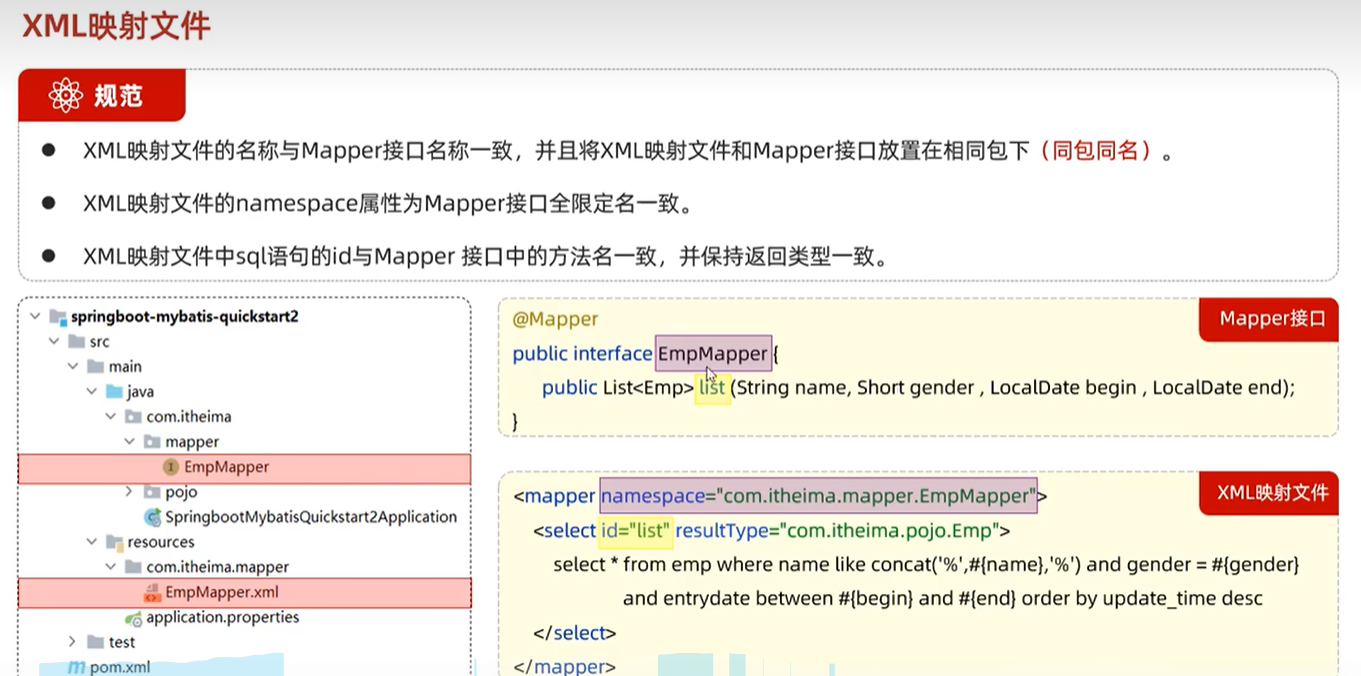 XML映射文件
规范
XML映射文件的名称与Mapper接口名称一致，并且将XML映射文件和Mapper接口放置在相同包下（同包同名）。
XML映射文件的namespace属性为Mapper接口全限定名一致。
XML映射文件中sql语句的id与Mapper 接口中的方法名一致，并保持返回类型一致。
springboot-mybatis-quickstart2
src
main
java
com.itheima
mapper
EmpMapper
pojo
SpringbootMybatisQuickstart2Application
resources
com.itheima.mapper
EmpMapper.xml
application.properties
test
pom.xml
Mapper接口
@Mapper
public interface EmpMapper {
public List<Emp> list (String name, Short gender , LocalDate begin , LocalDate end);
}
XML映射文件
<mapper namespace="com.itheima.mapper.EmpMapper">
<select id="list" resultType="com.itheima.pojo.Emp">
select * from emp where name like concat('%',#{name},'%') and gender = #{gender}
and entrydate between #{begin} and #{end} order by update_time desc
</select>
</mapper>